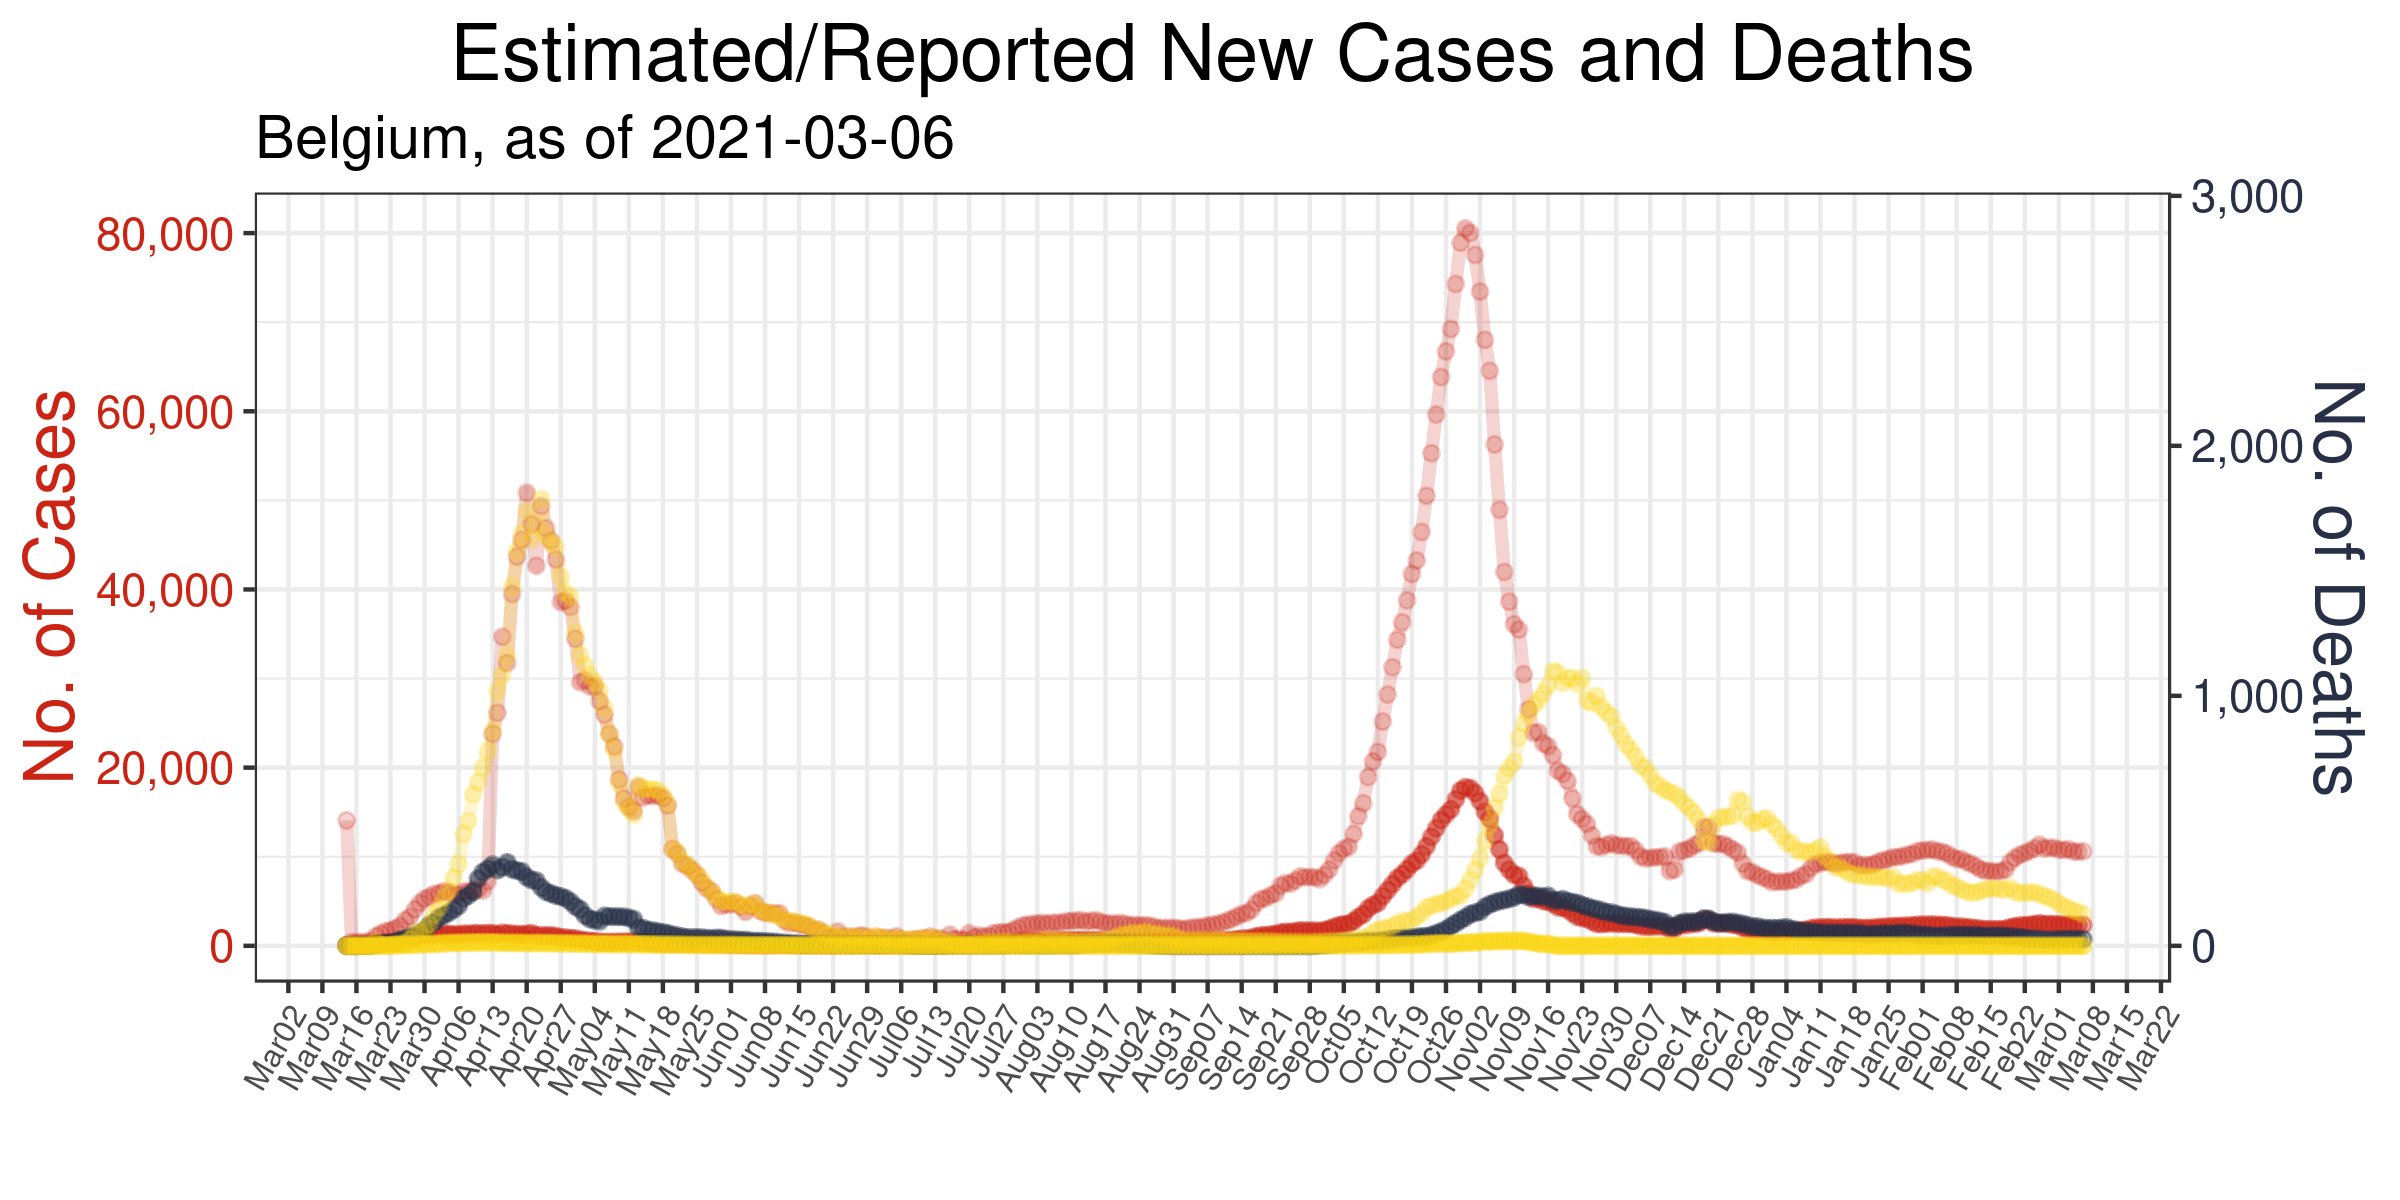 Estimated/Reported New Cases and Deaths
Belgium, as of 2021-03-06
No. of Cases
80,000
60,000
40,000
20,000
0
3,000
2,000
1,000
0
No. of Deaths
Mar02
Mar09
Mar16
Mar23
Mar30
Apr06
Apr13
Apr20
Apr27
May04
May11
May18
May25
Jun01
Jun08
Jun15
Jun22
Jun29
Jul06
Jul13
Jul20
Jul27
Aug03
Aug10
Aug17
Aug24
Aug31
Sep07
Sep14
Sep21
Sep28
Oct05
Oct12
Oct19
Oct26
Nov02
Nov09
Nov16
Nov23
Nov30
Dec07
Dec14
Dec21
Dec28
Jan04
Jan11
Jan18
Jan25
Feb01
Feb08
Feb15
Feb22
Mar01
Mar08
Mar15
Mar22